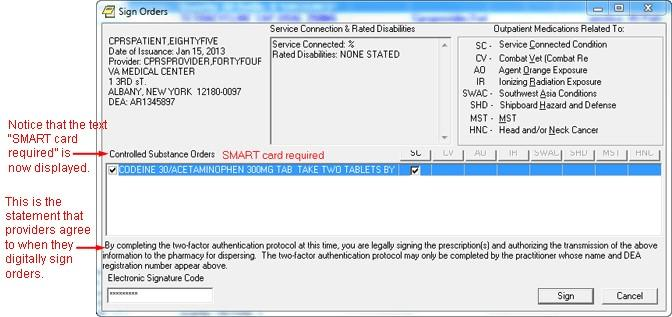 Sign Orders
CPRSPATIENT,EIGHTYFIVE
Date of Issuance: Jan 15, 2013
Provider: CPRSPROVIDER,FORTYFOUF
VA MEDICAL CENTER
1 3RD sT.
ALBANY, NEW YORK 12180-0097
DEA: AR1345897
Service Connection & Rated Disabilities
Service Connected: %
Rated Disabilities: NONE STATED
Outpatient Medications Related To:
SC - Service Connected Condition
CV - Combat Vet (Combat Re
AO Agent Orange Exposure
IR Ionizing Radiation Exposure
SWAC - Southwest Asia Conditions
SHD - Shipboard Hazard and Defense
MST - MST
HNC - Head and/or Neck Cancer
Notice that the text
"SMART card
required" is
now displayed.
Controlled Substance Orders SMART card required
SC CV AO IR SWAC SHD MST HNC
CODEINE 30/ACETAMINOPHEN 300MG TAB TAKE TWO TABLETS BY
This is the
statement that
providers agree
to when they
digitally sign
orders.
By completing the two-factor authentication protocol at this time, you are legally signing the prescription(s) and authorizing the transmission of the above
information to the pharmacy for dispensing. The two-factor authentication protocol may only be completed by the practitioner whose name and DEA
registration number appear above.
Electronic Signature Code
*********
Sign
Cancel